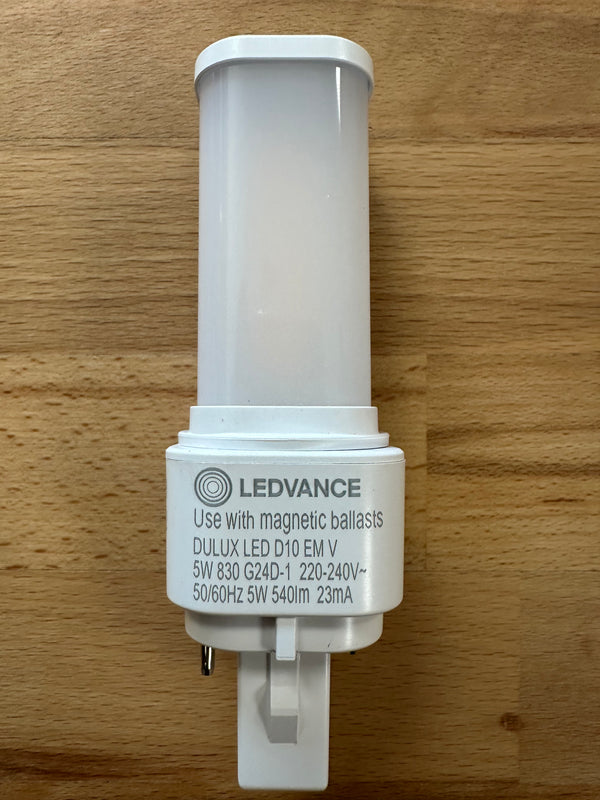 LEDVANCE
Use with magnetic ballasts
DULUX LED D10 EM V
5W 830 G24D-1 220-240V~
50/60Hz 5W 540lm 23mA